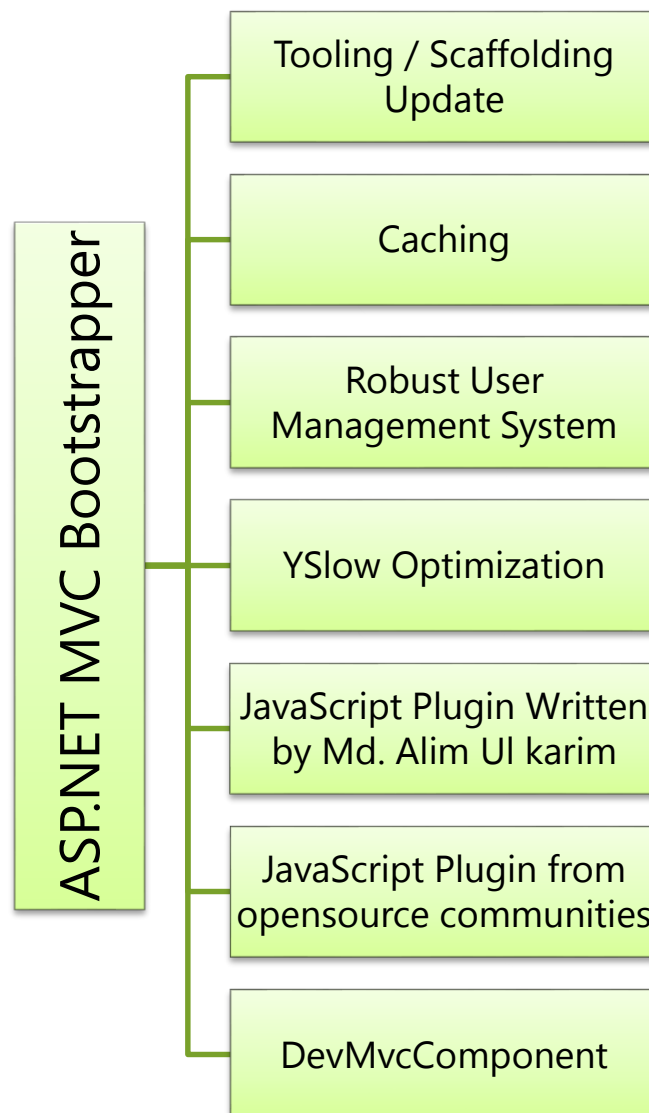 ASP.NET MVC Bootstrapper
Tooling / Scaffolding
Update
Caching
Robust User
Management System
YSlow Optimization
JavaScript Plugin Written
by Md. Alim Ul karim
JavaScript Plugin from
opensource communities
DevMvcComponent